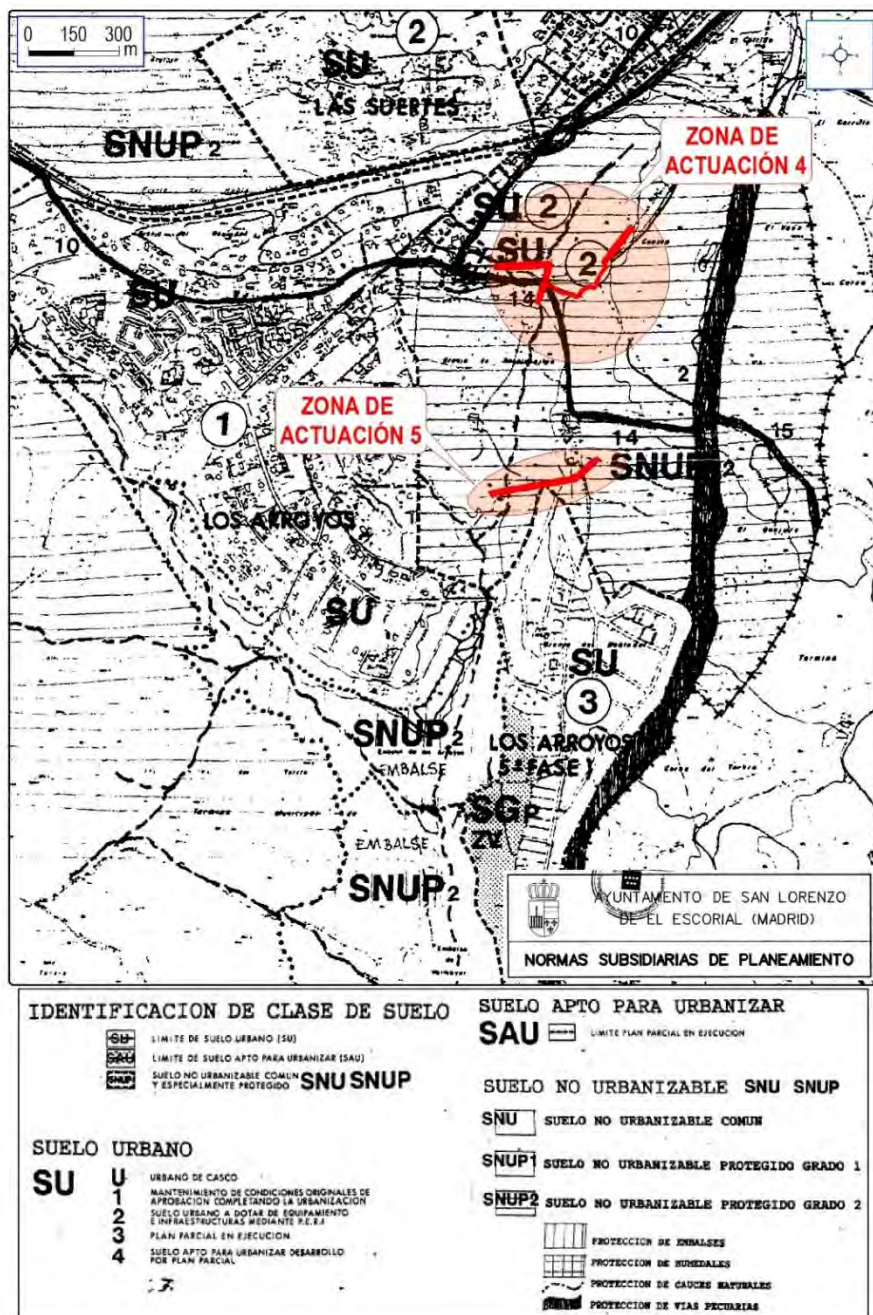 0 150 300
m
2
10
SU
LAS SUERTES
ZONA DE
ACTUACIÓN 4
SNUP 2
SU 2
10
SU
2
SU
14
2
1
ZONA DE
ACTUACIÓN 5
14
15
SNUP 2
LOS ARROYOS
SU
SU
3
SNUP 2
EMBALSE
LOS ARROYOS
(5ª FASE)
SGP
ZV
EMBALSE
SNUP 2
AYUNTAMIENTO DE SAN LORENZO
DE EL ESCORIAL (MADRID)
NORMAS SUBSIDIARIAS DE PLANEAMIENTO
IDENTIFICACION DE CLASE DE SUELO
SU LIMITE DE SUELO URBANO (SU)
SAU LIMITE DE SUELO APTO PARA URBANIZAR (SAU)
SNUP SUELO NO URBANIZABLE COMUN
Y ESPECIALMENTE PROTEGIDO SNU SNUP
SUELO URBANO
SU
U URBANO DE CASCO
1 MANTENIMIENTO DE CONDICIONES ORIGINALES DE
APROBACION COMPLETANDO LA URBANIZACION
2 SUELO URBANO A DOTAR DE EQUIPAMIENTO
E INFRAESTRUCTURAS MEDIANTE P.E.R.I
3 PLAN PARCIAL EN EJECUCION
4 SUELO APTO PARA URBANIZAR DESARROLLO
POR PLAN PARCIAL
SUELO APTO PARA URBANIZAR
SAU LIMITE PLAN PARCIAL EN EJECUCION
SUELO NO URBANIZABLE SNU SNUP
SNU SUELO NO URBANIZABLE COMUN
SNUP1 SUELO NO URBANIZABLE PROTEGIDO GRADO 1
SNUP2 SUELO NO URBANIZABLE PROTEGIDO GRADO 2
PROTECCION DE EMBALSES
PROTECCION DE HUMEDALES
PROTECCION DE CAUCES NATURALES
PROTECCION DE VIAS PECUARIAS